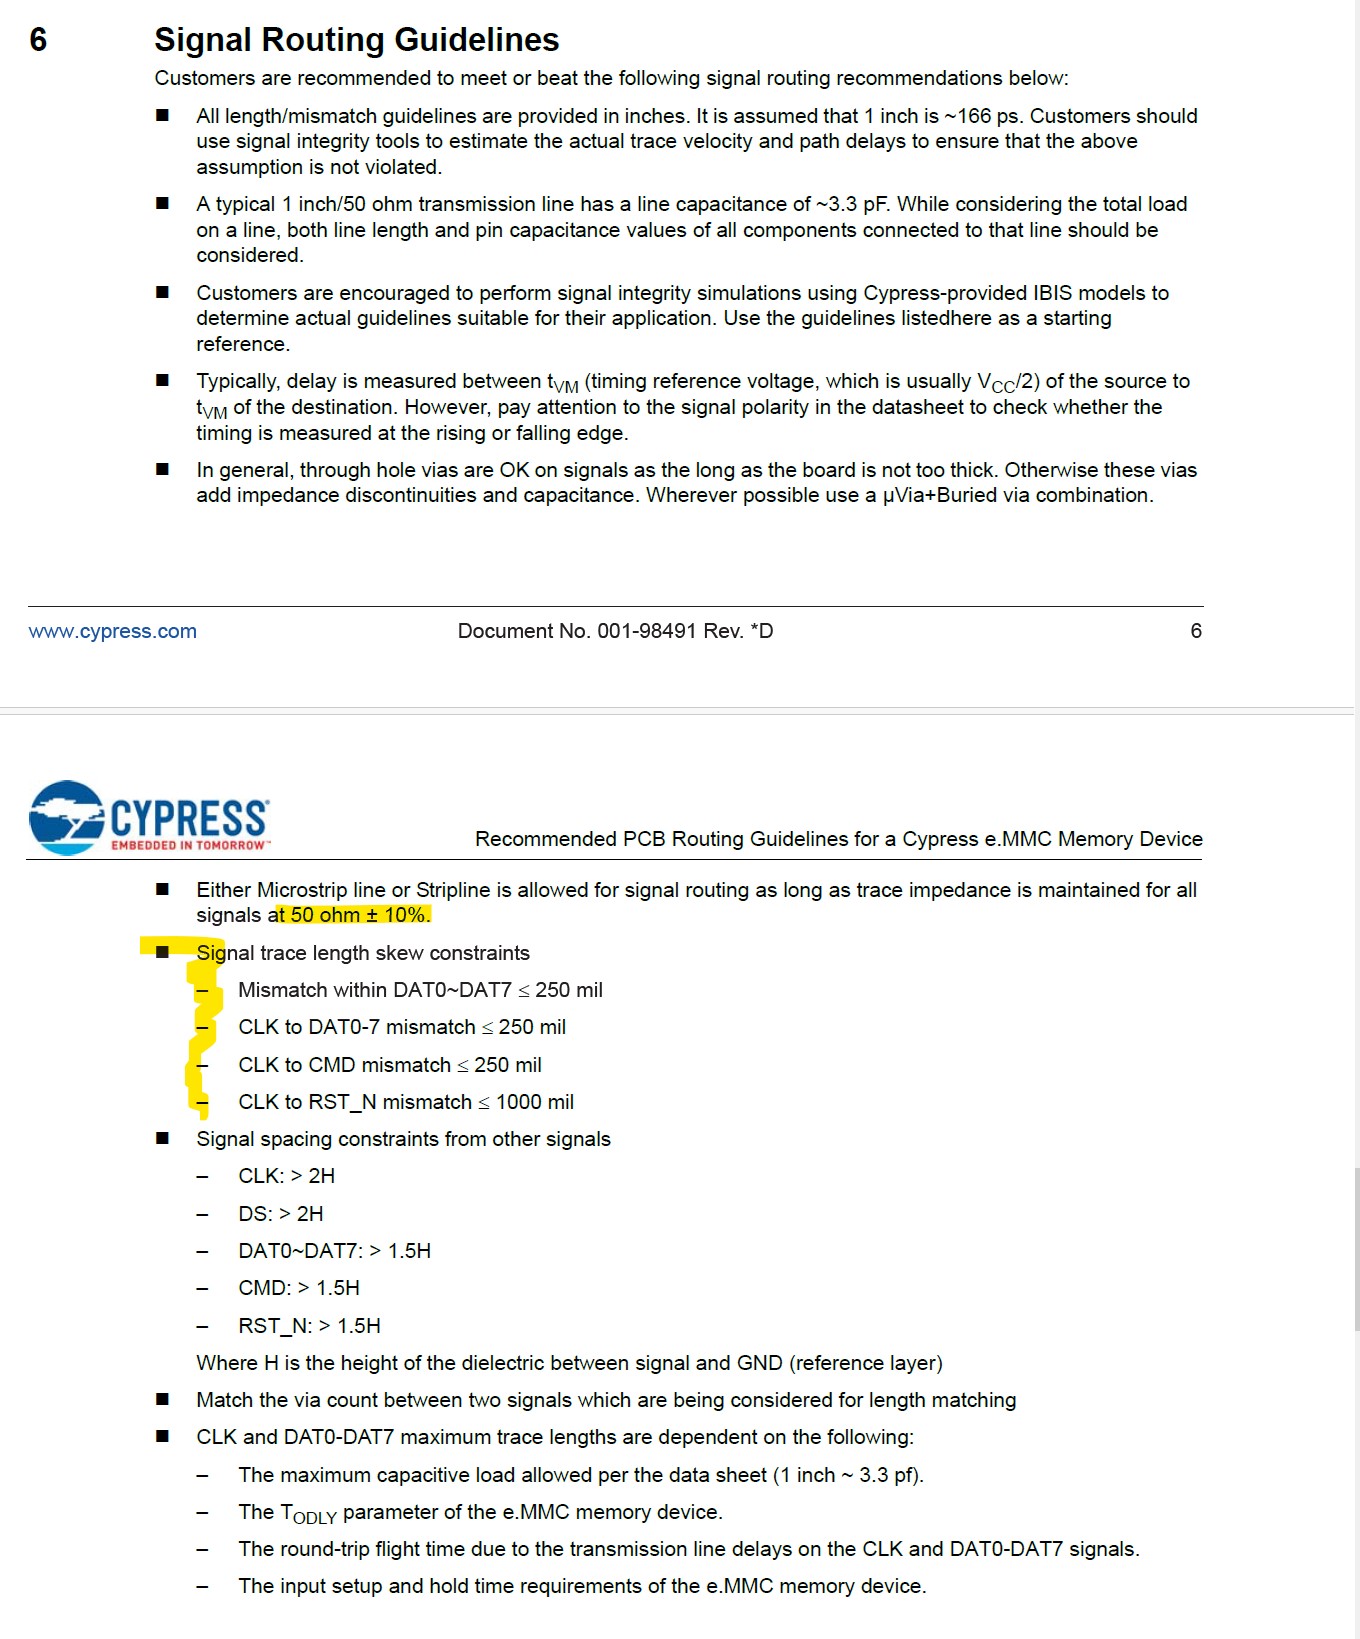 6 Signal Routing Guidelines
Customers are recommended to meet or beat the following signal routing recommendations below:
■ All length/mismatch guidelines are provided in inches. It is assumed that 1 inch is ~166 ps. Customers should
use signal integrity tools to estimate the actual trace velocity and path delays to ensure that the above
assumption is not violated.
■ A typical 1 inch/50 ohm transmission line has a line capacitance of ~3.3 pF. While considering the total load
on a line, both line length and pin capacitance values of all components connected to that line should be
considered.
■ Customers are encouraged to perform signal integrity simulations using Cypress-provided IBIS models to
determine actual guidelines suitable for their application. Use the guidelines listedhere as a starting
reference.
■ Typically, delay is measured between tVM (timing reference voltage, which is usually VCC/2) of the source to
tVM of the destination. However, pay attention to the signal polarity in the datasheet to check whether the
timing is measured at the rising or falling edge.
■ In general, through hole vias are OK on signals as the long as the board is not too thick. Otherwise these vias
add impedance discontinuities and capacitance. Wherever possible use a µVia+Buried via combination.
www.cypress.com Document No. 001-98491 Rev. *D 6
CYPRESS
EMBEDDED IN TOMORROW™
Recommended PCB Routing Guidelines for a Cypress e.MMC Memory Device
■ Either Microstrip line or Stripline is allowed for signal routing as long as trace impedance is maintained for all
signals at 50 ohm ± 10%.
■ Signal trace length skew constraints
– Mismatch within DAT0~DAT7 ≤ 250 mil
– CLK to DAT0-7 mismatch ≤ 250 mil
– CLK to CMD mismatch ≤ 250 mil
– CLK to RST_N mismatch ≤ 1000 mil
■ Signal spacing constraints from other signals
– CLK: > 2H
– DS: > 2H
– DAT0~DAT7: > 1.5H
– CMD: > 1.5H
– RST_N: > 1.5H
Where H is the height of the dielectric between signal and GND (reference layer)
■ Match the via count between two signals which are being considered for length matching
■ CLK and DAT0-DAT7 maximum trace lengths are dependent on the following:
– The maximum capacitive load allowed per the data sheet (1 inch ~ 3.3 pf).
– The TODLY parameter of the e.MMC memory device.
– The round-trip flight time due to the transmission line delays on the CLK and DAT0-DAT7 signals.
– The input setup and hold time requirements of the e.MMC memory device.